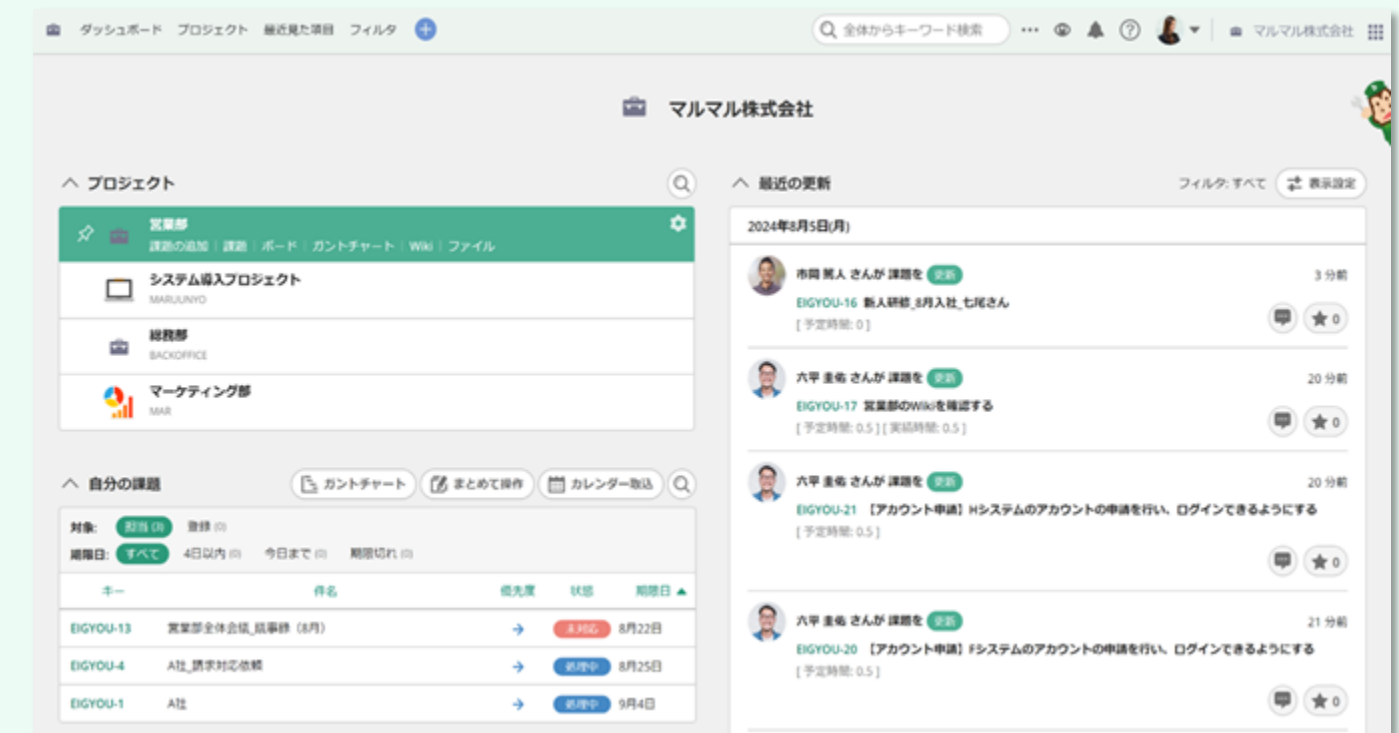 ダッシュボード プロジェクト 最近見た項目 フィルタ
全体からキーワード検索
マルマル株式会社
マルマル株式会社
プロジェクト
営業部
課題の追加 | 課題 | ボード | ガントチャート | Wiki | ファイル
システム導入プロジェクト
MARUUNYO
総務部
BACKOFFICE
マーケティング部
MAR
自分の課題 ガントチャート まとめて操作 カレンダー取込
対象: 担当 (3) 登録 (0)
期限日: すべて 4日以内 (0) 今日まで (0) 期限切れ (0)
キー 件名 優先度 状態 期限日
EIGYOU-13 営業部全体会議_議事録（8月） 未対応 8月22日
EIGYOU-4 A社_請求対応依頼 処理中 8月25日
EIGYOU-1 A社 処理中 9月4日
最近の更新 フィルタ: すべて 表示設定
2024年8月5日(月)
市岡 篤人 さんが 課題を 更新 3 分前
EIGYOU-16 新人研修_8月入社_七尾さん
[ 予定時間: 0 ]
0
六平 圭佑 さんが 課題を 更新 20 分前
EIGYOU-17 営業部のWikiを確認する
[ 予定時間: 0.5 ] [ 実績時間: 0.5 ]
0
六平 圭佑 さんが 課題を 更新 20 分前
EIGYOU-21 【アカウント申請】Hシステムのアカウントの申請を行い、ログインできるようにする
[ 予定時間: 0.5 ]
0
六平 圭佑 さんが 課題を 更新 21 分前
EIGYOU-20 【アカウント申請】Fシステムのアカウントの申請を行い、ログインできるようにする
[ 予定時間: 0.5 ]
0